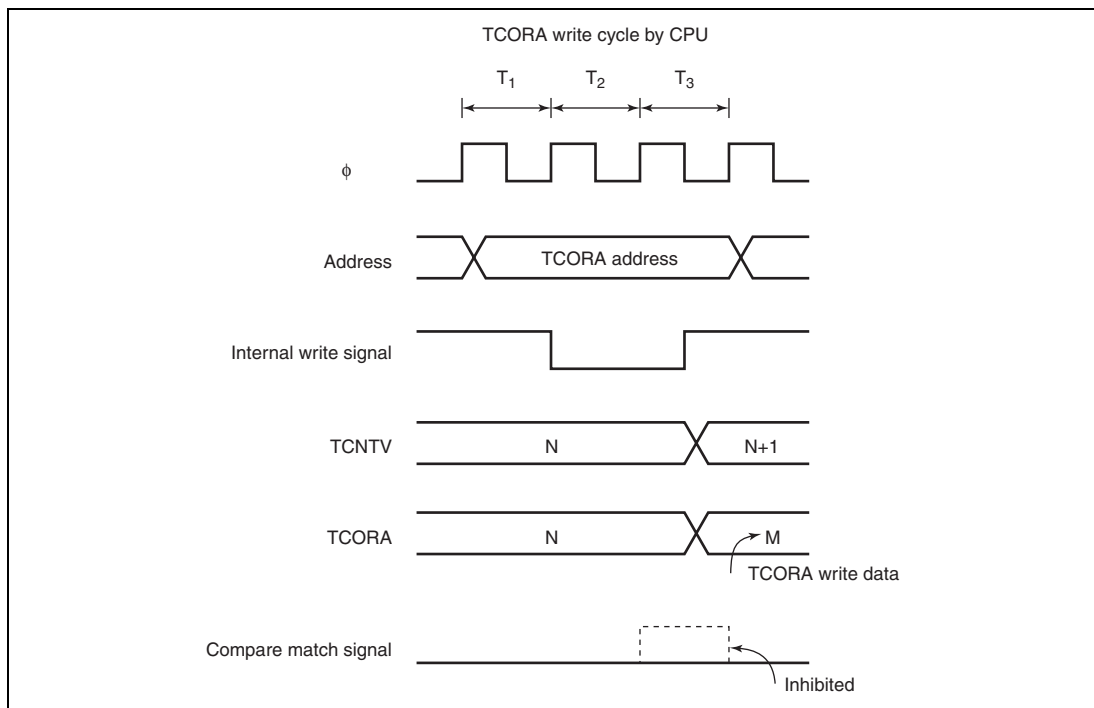 TCORA write cycle by CPU
T1 T2 T3
ϕ
Address TCORA address
Internal write signal
TCNTV N N+1
TCORA N M
TCORA write data
Compare match signal
Inhibited